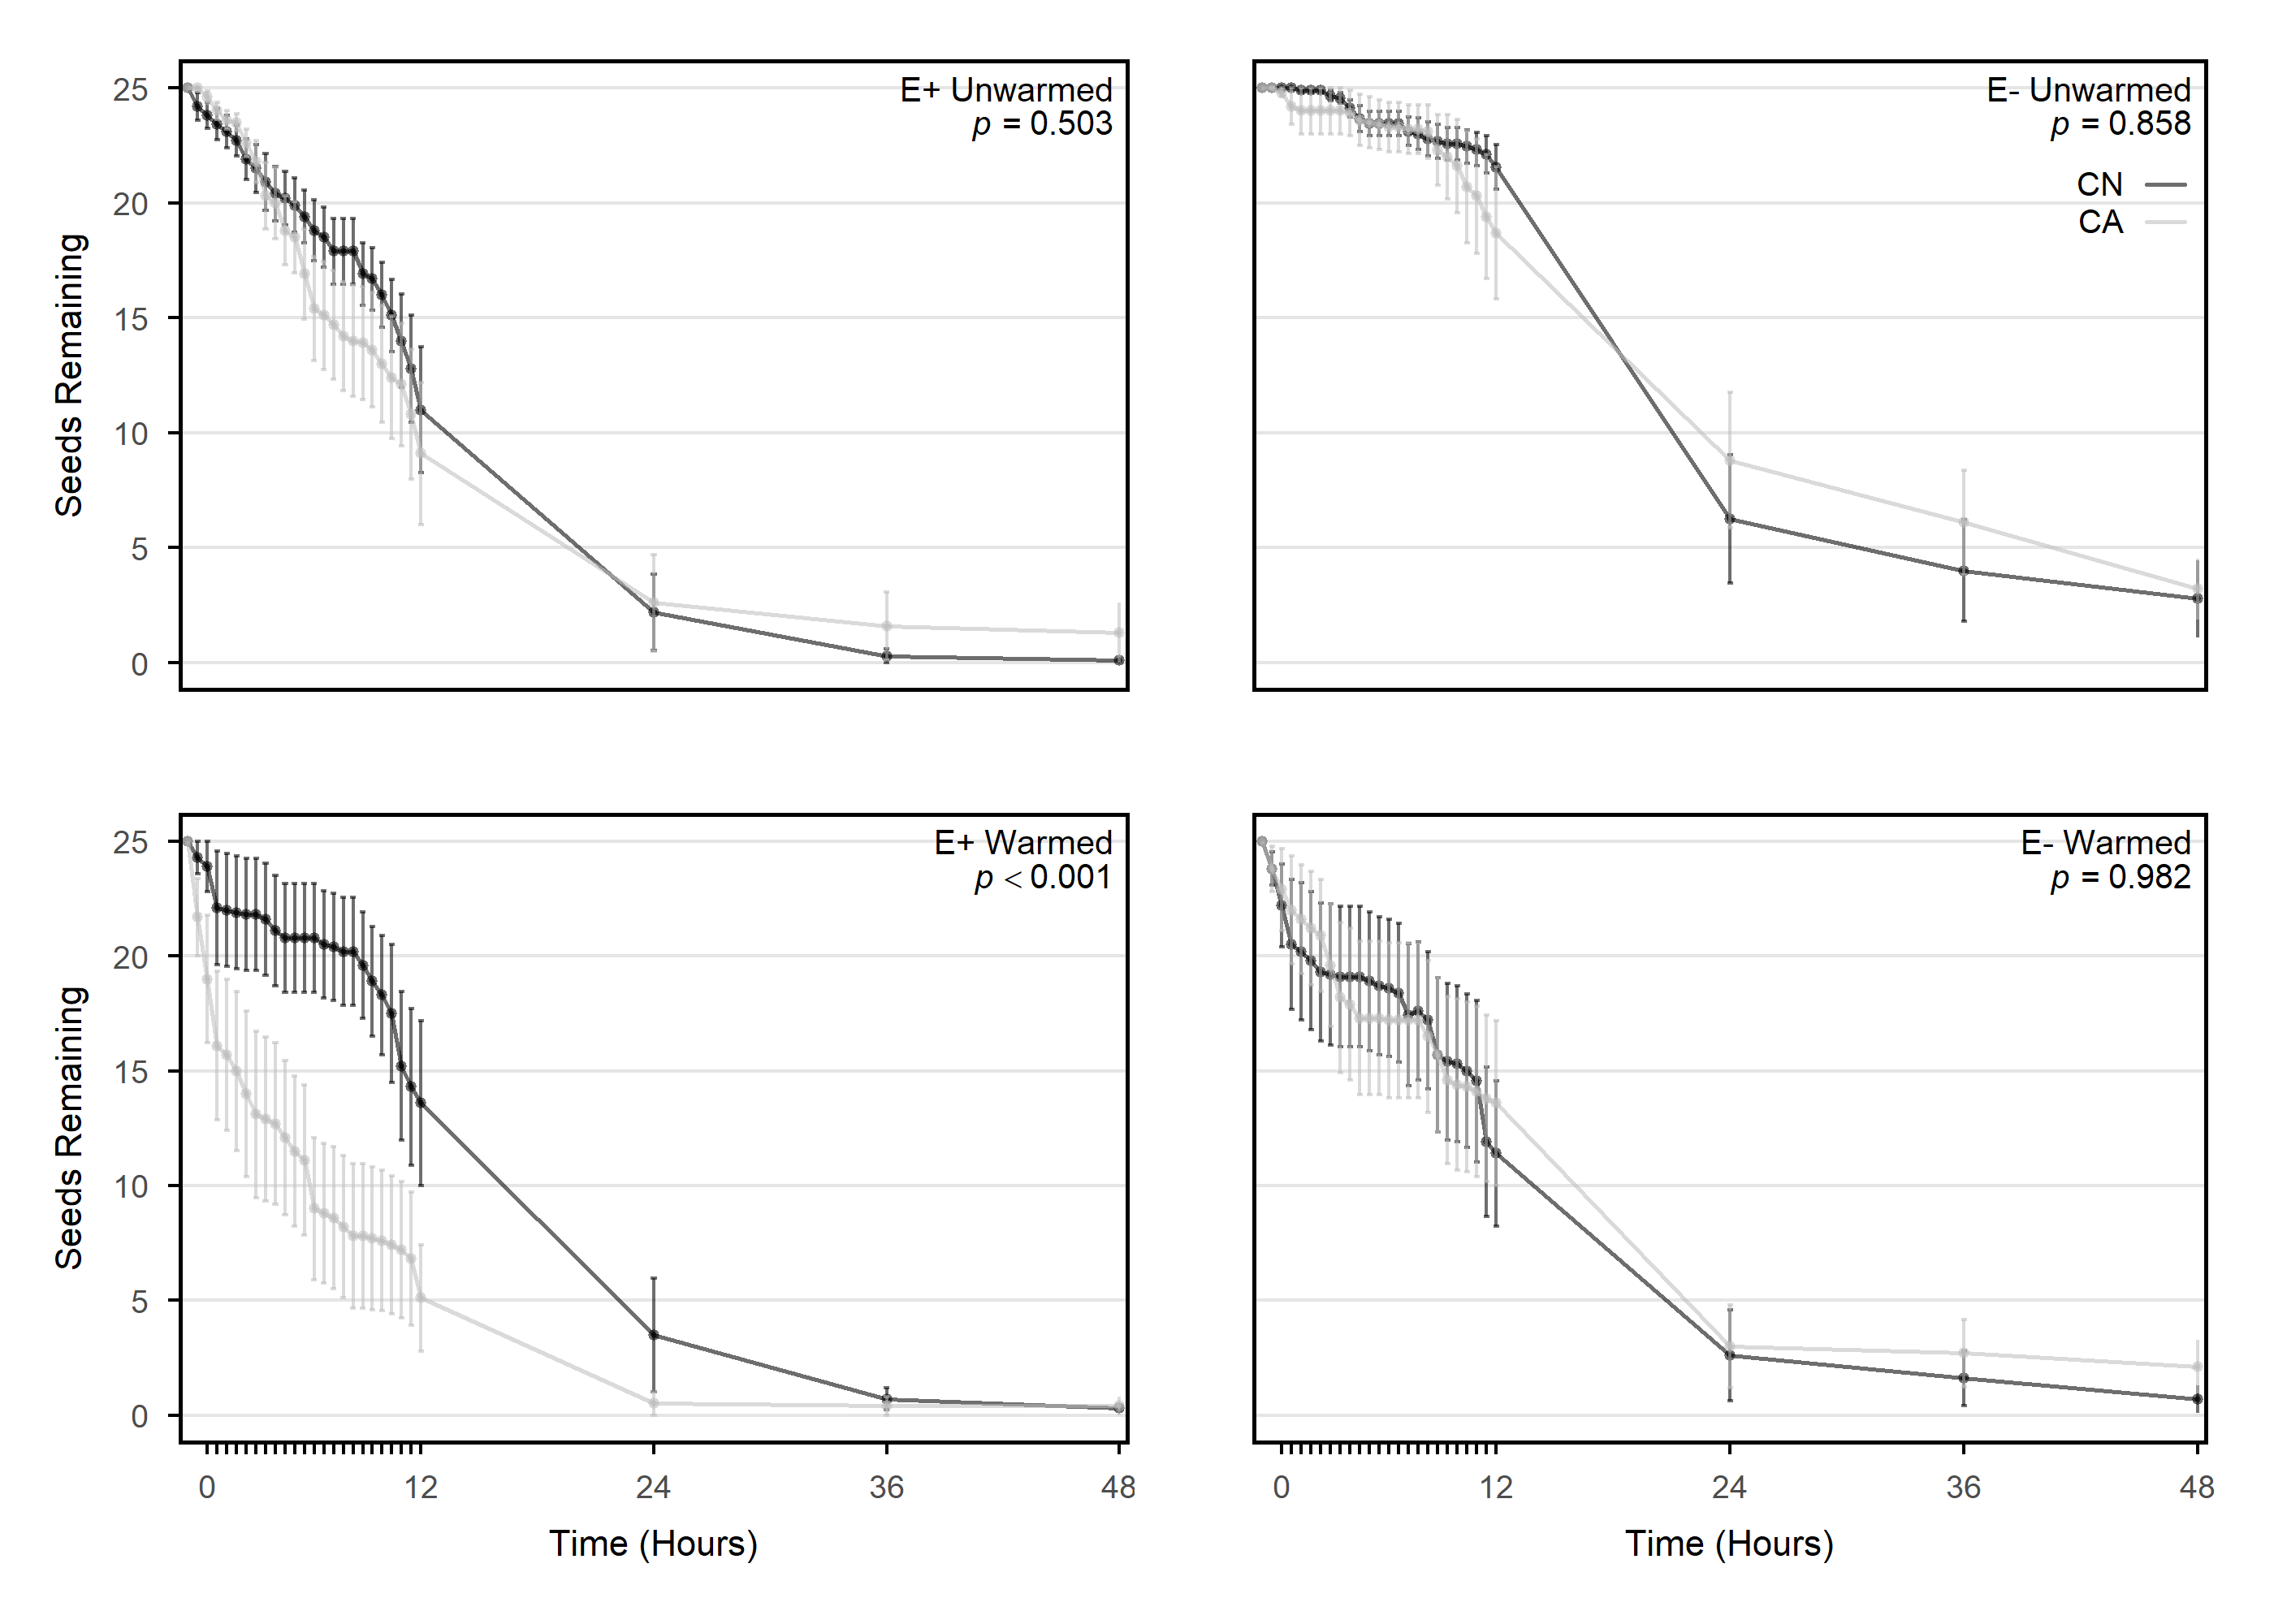 E+ Unwarmed
p = 0.503
25
20
15
10
5
0
Seeds Remaining
E- Unwarmed
p = 0.858
CN
CA
E+ Warmed
p < 0.001
25
20
15
10
5
0
Seeds Remaining
0 12 24 36 48
Time (Hours)
E- Warmed
p = 0.982
0 12 24 36 48
Time (Hours)